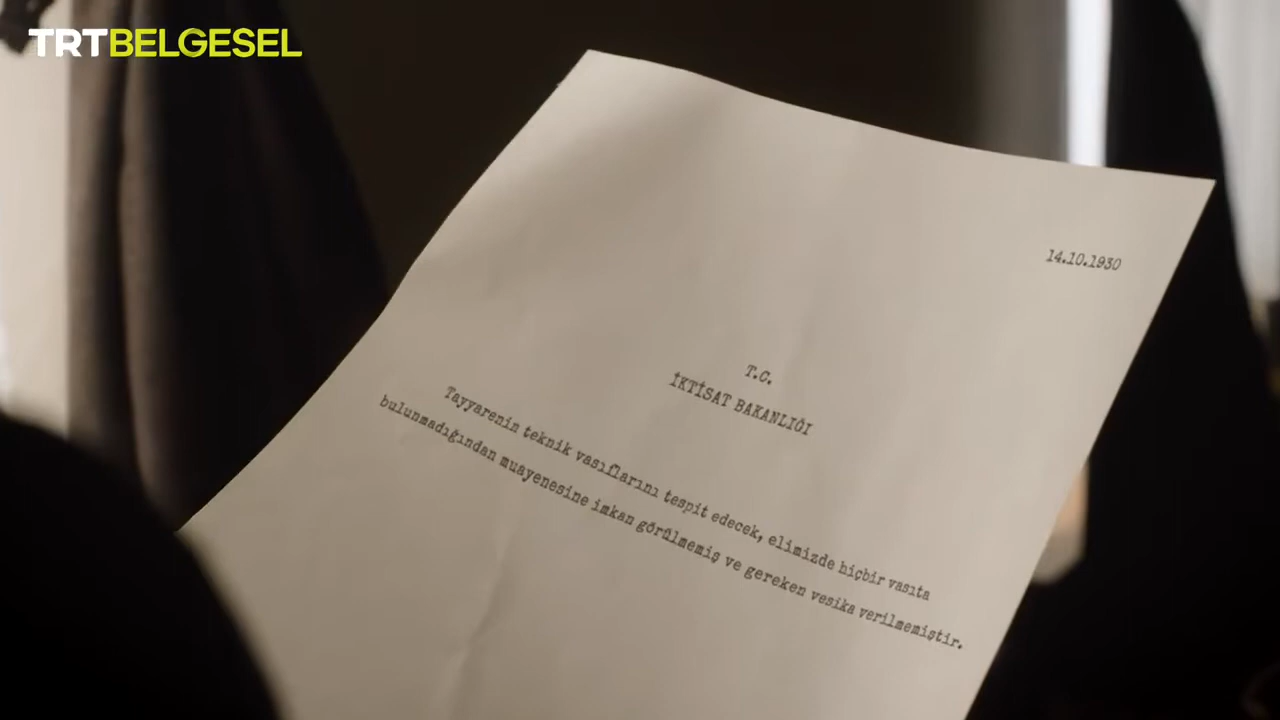 TRTBELGESEL
14.10.1930
T.C.
İKTİSAT BAKANLIĞI
Tayyarenin teknik vasıflarını tespit edecek, elimizde hiçbir vasıta
bulunmadığından muayenesine imkan görülmemiş ve gereken vesika verilmemiştir.